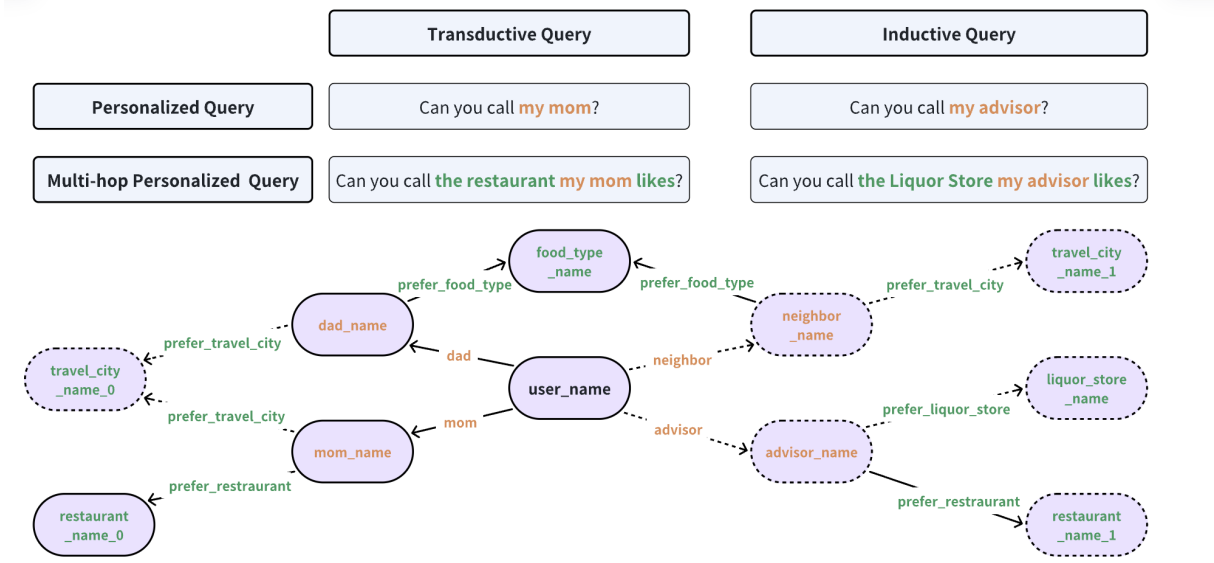 Transductive Query
Inductive Query
Personalized Query
Can you call my mom?
Can you call my advisor?
Multi-hop Personalized Query
Can you call the restaurant my mom likes?
Can you call the Liquor Store my advisor likes?
food_type
_name
travel_city
_name_1
prefer_food_type
prefer_food_type
prefer_travel_city
dad_name
neighbor
_name
prefer_travel_city
dad
neighbor
travel_city
_name_0
user_name
liquor_store
_name
prefer_travel_city
mom
advisor
prefer_liquor_store
mom_name
advisor_name
prefer_restraurant
prefer_restraurant
restaurant
_name_0
restaurant
_name_1